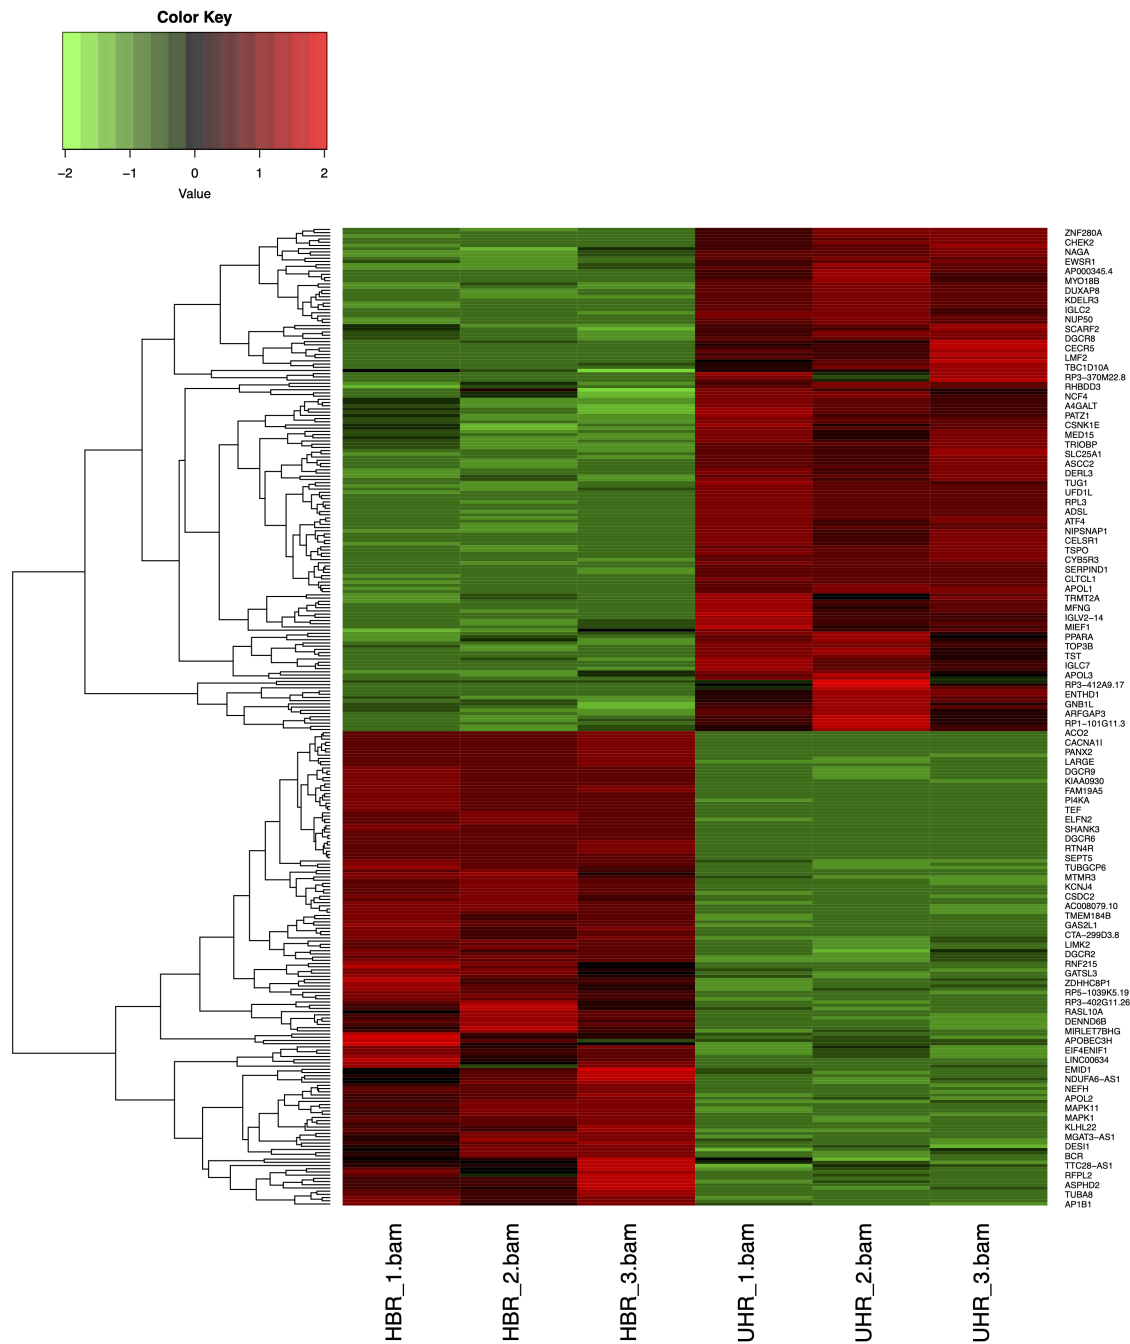 Color Key
−2 −1 0 1 2
Value
ZNF280A
CHEK2
NAGA
EWSR1
AP000345.4
MYO18B
DUXAP8
KDELR3
IGLC2
NUP50
SCARF2
DGCR8
CECR5
LMF2
TBC1D10A
RP3−370M22.8
RHBDD3
NCF4
A4GALT
PATZ1
CSNK1E
MED15
TRIOBP
SLC25A1
ASCC2
DERL3
TUG1
UFD1L
RPL3
ADSL
ATF4
NIPSNAP1
CELSR1
TSPO
CYB5R3
SERPIND1
CLTCL1
APOL1
TRMT2A
MFNG
IGLV2−14
MIEF1
PPARA
TOP3B
TST
IGLC7
APOL3
RP3−412A9.17
ENTHD1
GNB1L
ARFGAP3
RP1−101G11.3
ACO2
CACNA1I
PANX2
LARGE
DGCR9
KIAA0930
FAM19A5
PI4KA
TEF
ELFN2
SHANK3
DGCR6
RTN4R
SEPT5
TUBGCP6
MTMR3
KCNJ4
CSDC2
AC008079.10
TMEM184B
GAS2L1
CTA−299D3.8
LIMK2
DGCR2
RNF215
GATSL3
ZDHHC8P1
RP5−1039K5.19
RP3−402G11.26
RASL10A
DENND6B
MIRLET7BHG
APOBEC3H
EIF4ENIF1
LINC00634
EMID1
NDUFA6−AS1
NEFH
APOL2
MAPK11
MAPK1
KLHL22
MGAT3−AS1
DESI1
BCR
TTC28−AS1
RFPL2
ASPHD2
TUBA8
AP1B1
HBR_1.bam
HBR_2.bam
HBR_3.bam
UHR_1.bam
UHR_2.bam
UHR_3.bam